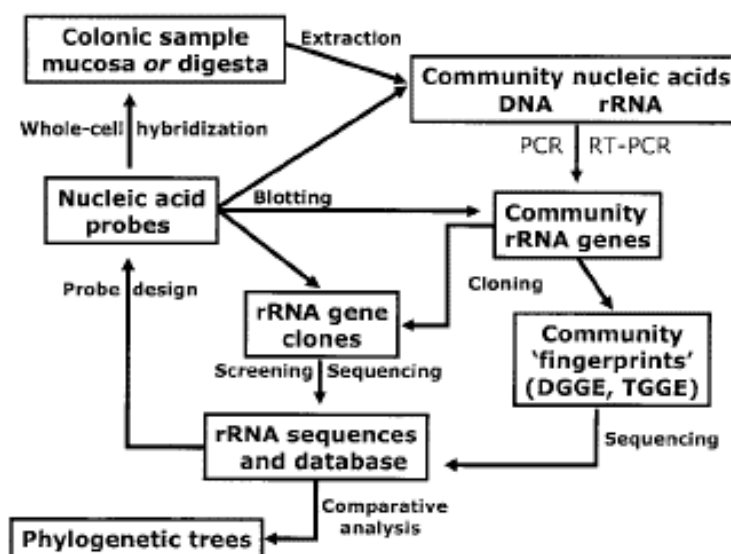 Colonic sample
mucosa or digesta
Extraction
Community nucleic acids
DNA rRNA
Whole-cell hybridization
PCR RT-PCR
Nucleic acid
probes
Blotting
Community
rRNA genes
Probe design
Cloning
rRNA gene
clones
Community
‘fingerprints’
(DGGE, TGGE)
Screening Sequencing
rRNA sequences
and database
Sequencing
Comparative
analysis
Phylogenetic trees